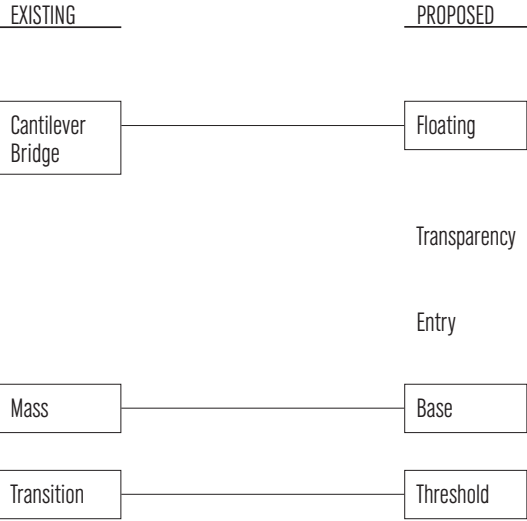 EXISTING
PROPOSED
Cantilever
Bridge
Floating
Transparency
Entry
Mass
Base
Transition
Threshold